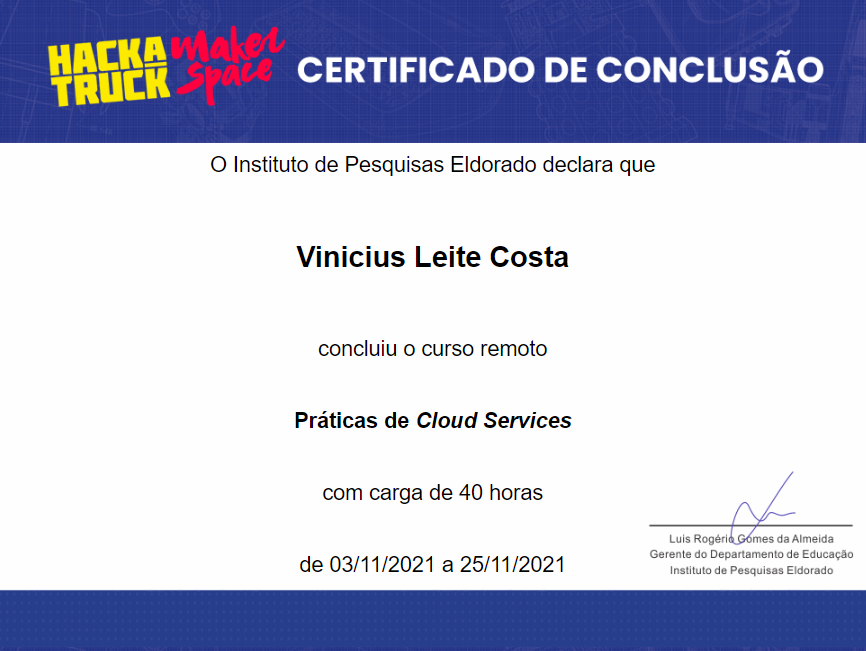 HACKA
TRUCK
Maker
space
CERTIFICADO DE CONCLUSÃO
O Instituto de Pesquisas Eldorado declara que
Vinicius Leite Costa
concluiu o curso remoto
Práticas de Cloud Services
com carga de 40 horas
de 03/11/2021 a 25/11/2021
Luis Rogério Gomes da Almeida
Gerente do Departamento de Educação
Instituto de Pesquisas Eldorado